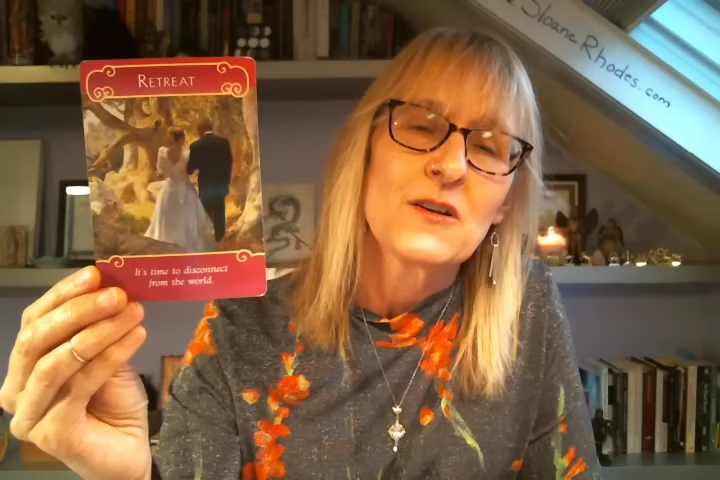 SloaneRhodes.com
RETREAT
It's time to disconnect
from the world.